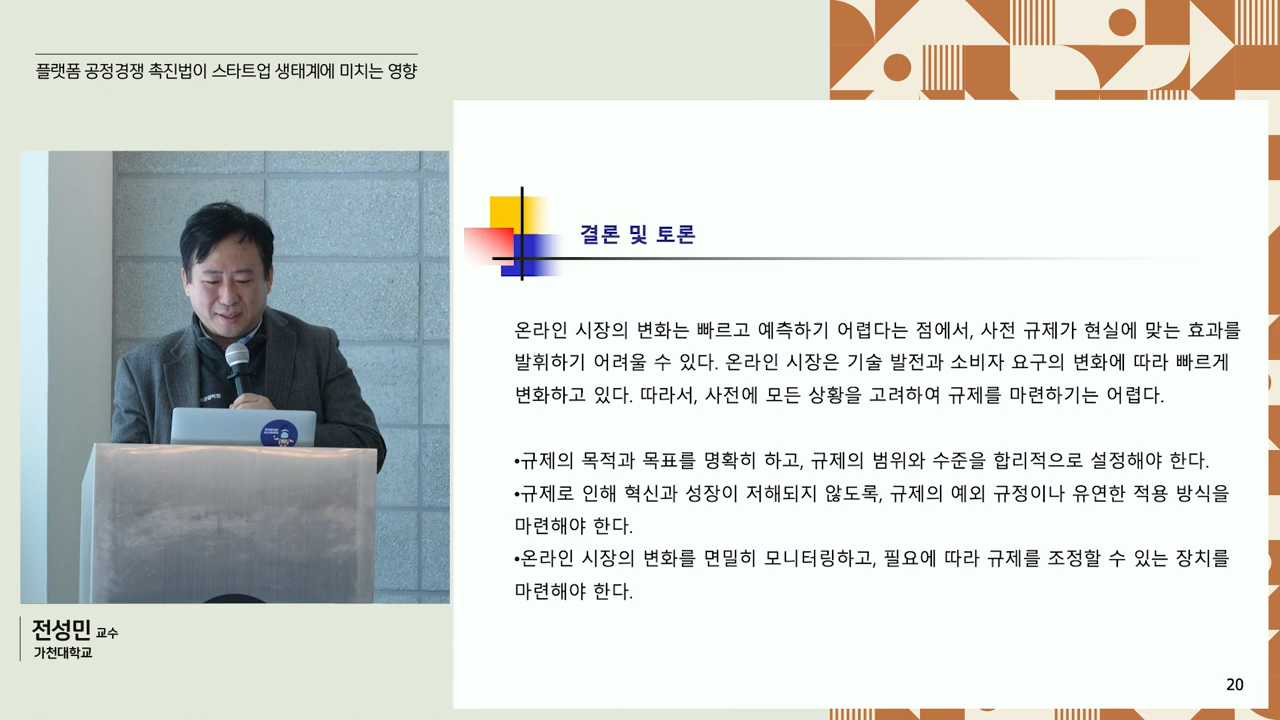 플랫폼 공정경쟁 촉진법이 스타트업 생태계에 미치는 영향
결론 및 토론
온라인 시장의 변화는 빠르고 예측하기 어렵다는 점에서, 사전 규제가 현실에 맞는 효과를
발휘하기 어려울 수 있다. 온라인 시장은 기술 발전과 소비자 요구의 변화에 따라 빠르게
변화하고 있다. 따라서, 사전에 모든 상황을 고려하여 규제를 마련하기는 어렵다.
•규제의 목적과 목표를 명확히 하고, 규제의 범위와 수준을 합리적으로 설정해야 한다.
•규제로 인해 혁신과 성장이 저해되지 않도록, 규제의 예외 규정이나 유연한 적용 방식을
마련해야 한다.
•온라인 시장의 변화를 면밀히 모니터링하고, 필요에 따라 규제를 조정할 수 있는 장치를
마련해야 한다.
전성민 교수
가천대학교
20